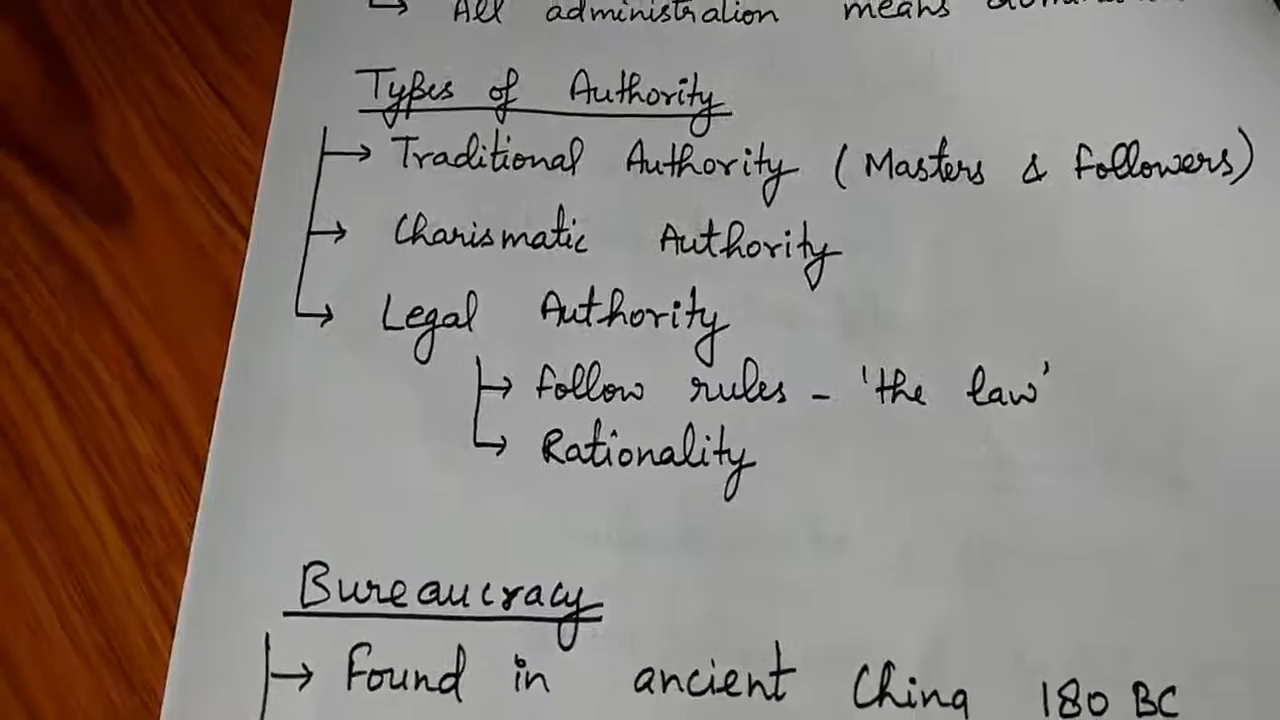 All administration means
Types of Authority
Traditional Authority (Masters & followers)
Charismatic Authority
Legal Authority
follow rules - 'the law'
Rationality
Bureaucracy
Found in ancient China 180 BC